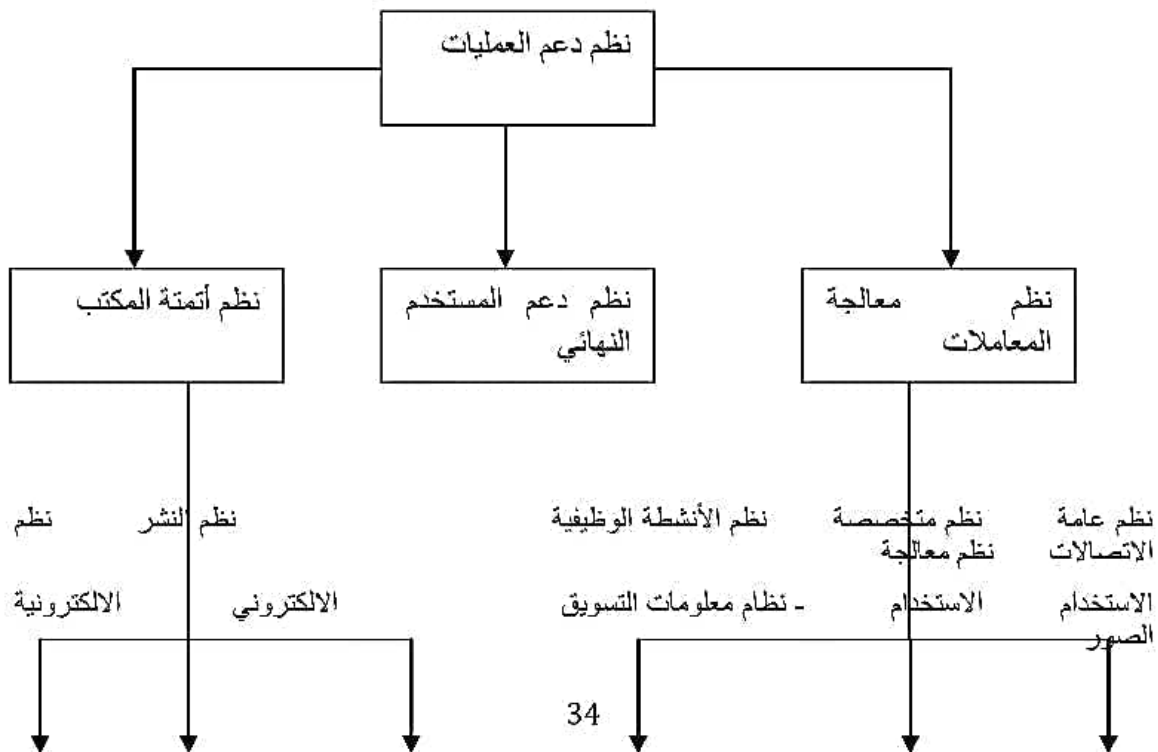 نظم دعم العمليات
نظم معالجة
المعاملات
نظم دعم المستخدم
النهائي
نظم أتمتة المكتب
نظم عامة نظم متخصصة نظم الأنشطة الوظيفية نظم النشر نظم
الاتصالات نظم معالجة
الاستخدام الاستخدام - نظام معلومات التسويق الالكتروني الالكترونية
الصور
34